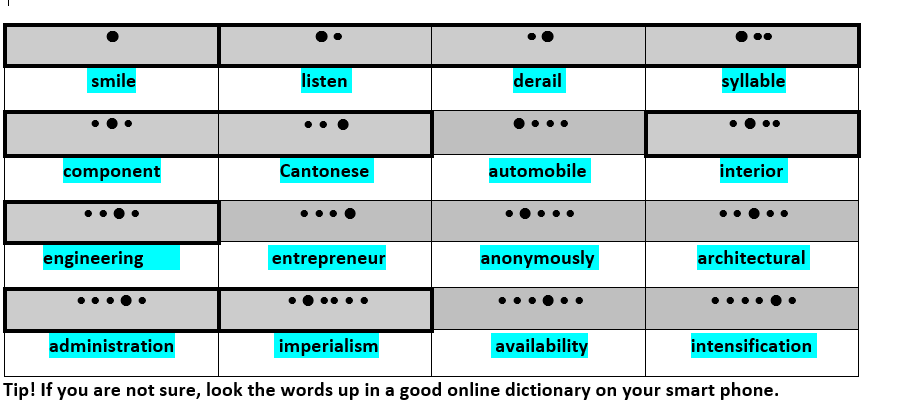 smile listen derail syllable
component Cantonese automobile interior
engineering entrepreneur anonymously architectural
administration imperialism availability intensification
Tip! If you are not sure, look the words up in a good online dictionary on your smart phone.